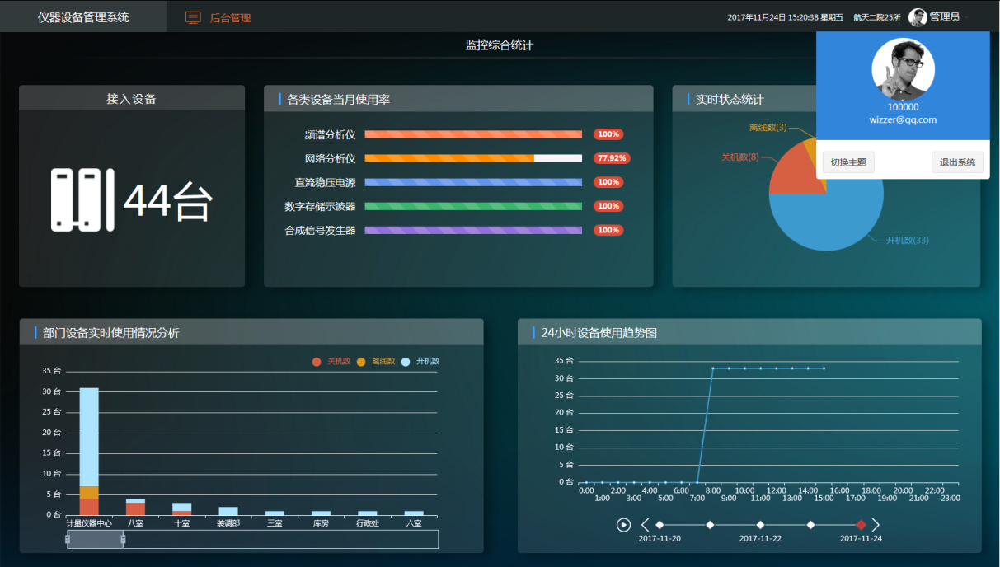 仪器设备管理系统
后台管理
2017年11月24日 15:20:38 星期五 航天二院25所 管理员
监控综合统计
100000
wizzer@qq.com
切换主题
退出系统
接入设备
44台
各类设备当月使用率
频谱分析仪 100%
网络分析仪 77.92%
直流稳压电源 100%
数字存储示波器 100%
合成信号发生器 100%
实时状态统计
离线数(3)
关机数(8)
开机数(33)
部门设备实时使用情况分析
关机数 离线数 开机数
35 台
30 台
25 台
20 台
15 台
10 台
5 台
0 台
计量仪器中心 八室 十室 装调部 三室 库房 行政处 六室
24小时设备使用趋势图
35 台
30 台
25 台
20 台
15 台
10 台
5 台
0 台
0:00 2:00 4:00 6:00 8:00 10:00 12:00 14:00 16:00 18:00 20:00 22:00
1:00 3:00 5:00 7:00 9:00 11:00 13:00 15:00 17:00 19:00 21:00 23:00
2017-11-20 2017-11-22 2017-11-24